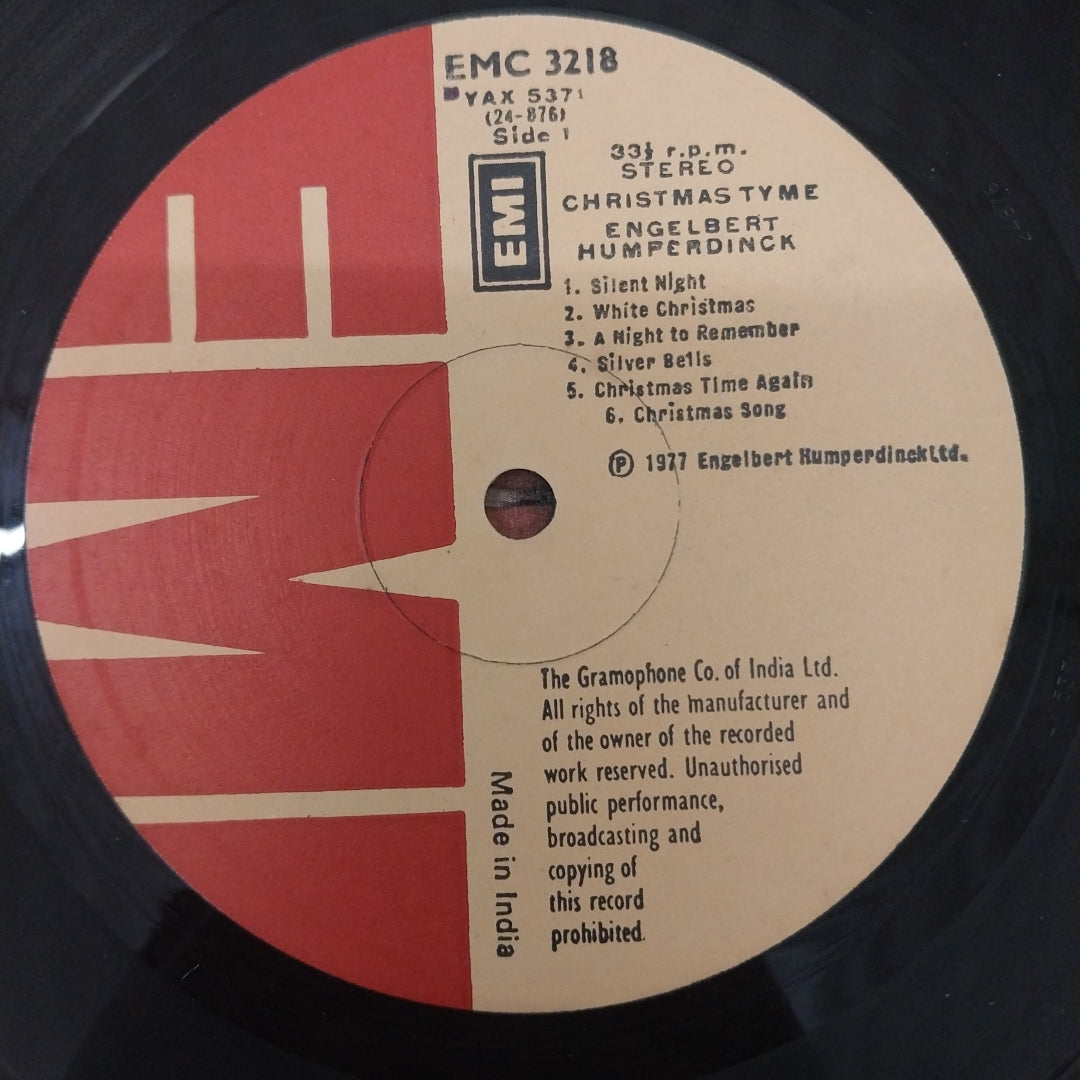 EMC 3218
YAX 5371
(24-876)
Side 1
EMI
33⅓ r.p.m.
STEREO
CHRISTMAS TYME
ENGELBERT
HUMPERDINCK
1. Silent Night
2. White Christmas
3. A Night to Remember
4. Silver Bells
5. Christmas Time Again
6. Christmas Song
Ⓟ 1977 Engelbert Humperdinck Ltd.
The Gramophone Co. of India Ltd.
All rights of the manufacturer and
of the owner of the recorded
work reserved. Unauthorised
public performance,
broadcasting and
copying of
this record
prohibited.
Made in India
EMI